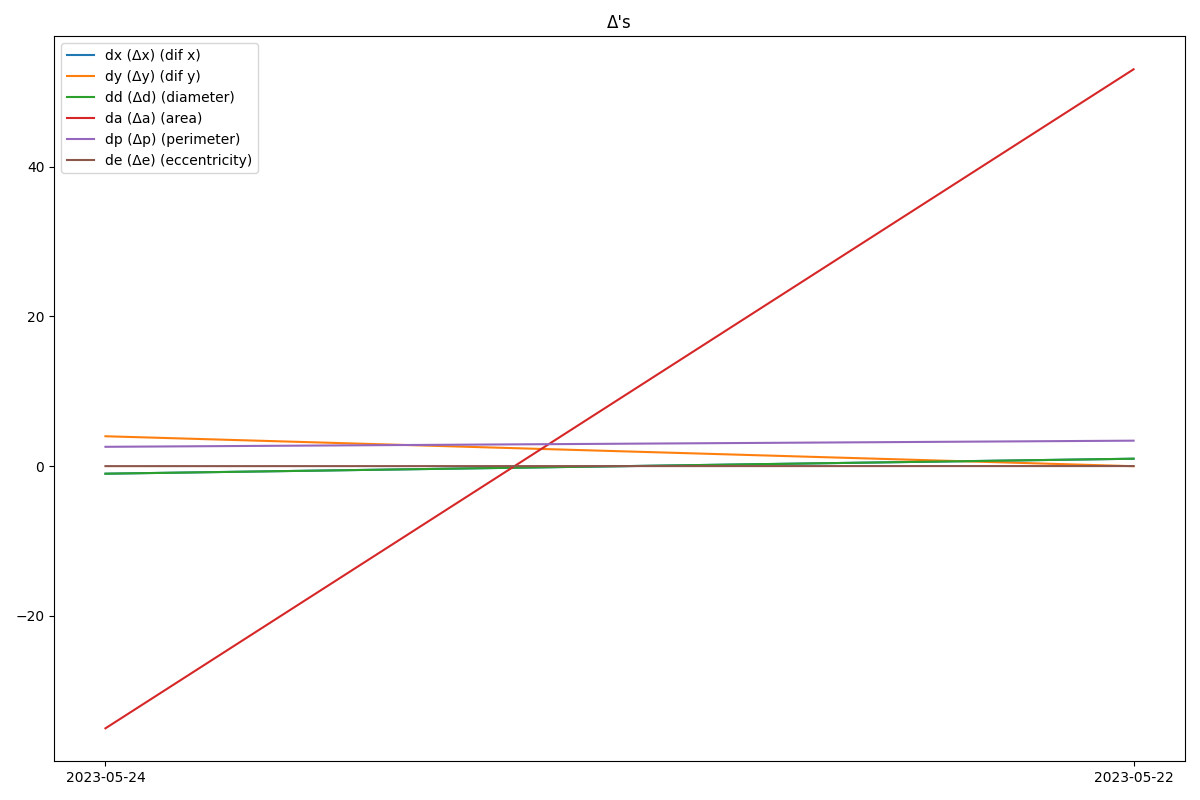 Δ's
dx (Δx) (dif x)
dy (Δy) (dif y)
dd (Δd) (diameter)
da (Δa) (area)
dp (Δp) (perimeter)
de (Δe) (eccentricity)
40
20
0
−20
2023-05-24 2023-05-22